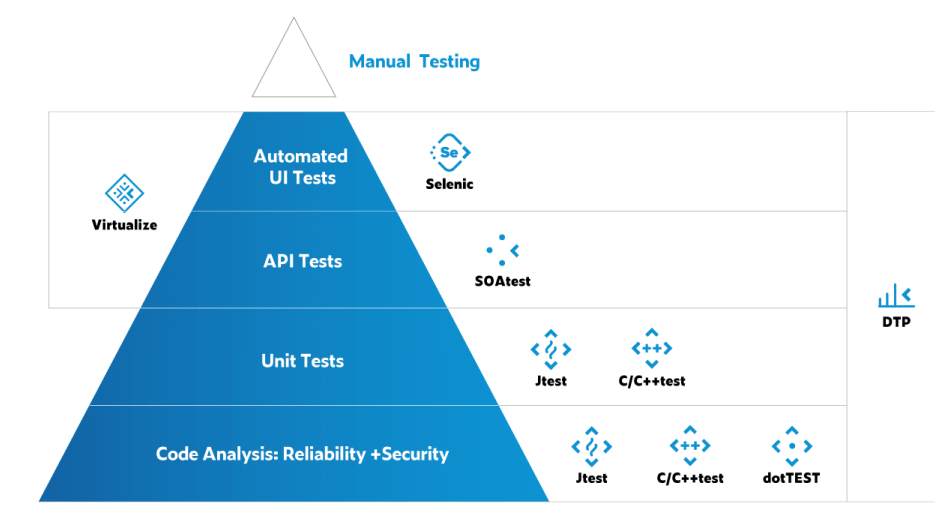 Manual Testing
Automated
UI Tests
Se
Selenic
Virtualize
API Tests
SOAtest
DTP
Unit Tests
Jtest
C/C++test
Code Analysis: Reliability +Security
Jtest
C/C++test
dotTEST